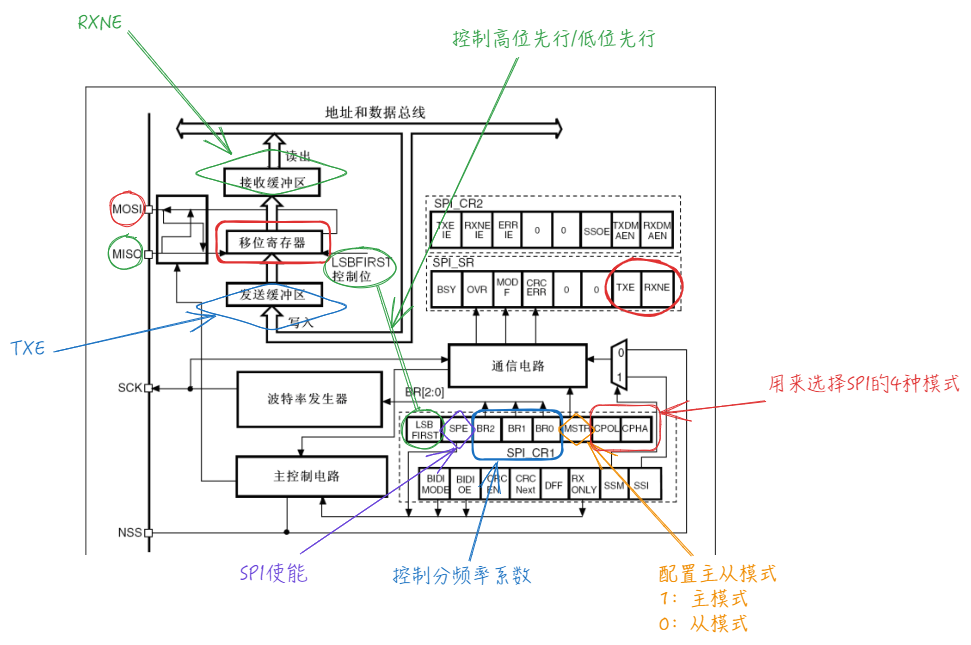 RXNE
控制高位先行/低位先行
地址和数据总线
读出
接收缓冲区
MOSI
SPI_CR2
TXE IE
RXNE IE
ERR IE
0
0
SSOE
TXDM AEN
RXDM AEN
移位寄存器
MISO
LSBFIRST
控制位
SPI_SR
BSY
OVR
MOD F
CRC ERR
0
0
TXE
RXNE
发送缓冲区
写入
TXE
通信电路
0
1
SCK
波特率发生器
BR[2:0]
用来选择SPI的4种模式
LSB FIRST
SPE
BR2
BR1
BR0
MSTR
CPOL
CPHA
SPI_CR1
主控制电路
BIDI MODE
BIDI OE
CRC EN
CRC Next
DFF
RX ONLY
SSM
SSI
NSS
SPI使能
控制分频率系数
配置主从模式
1：主模式
0：从模式